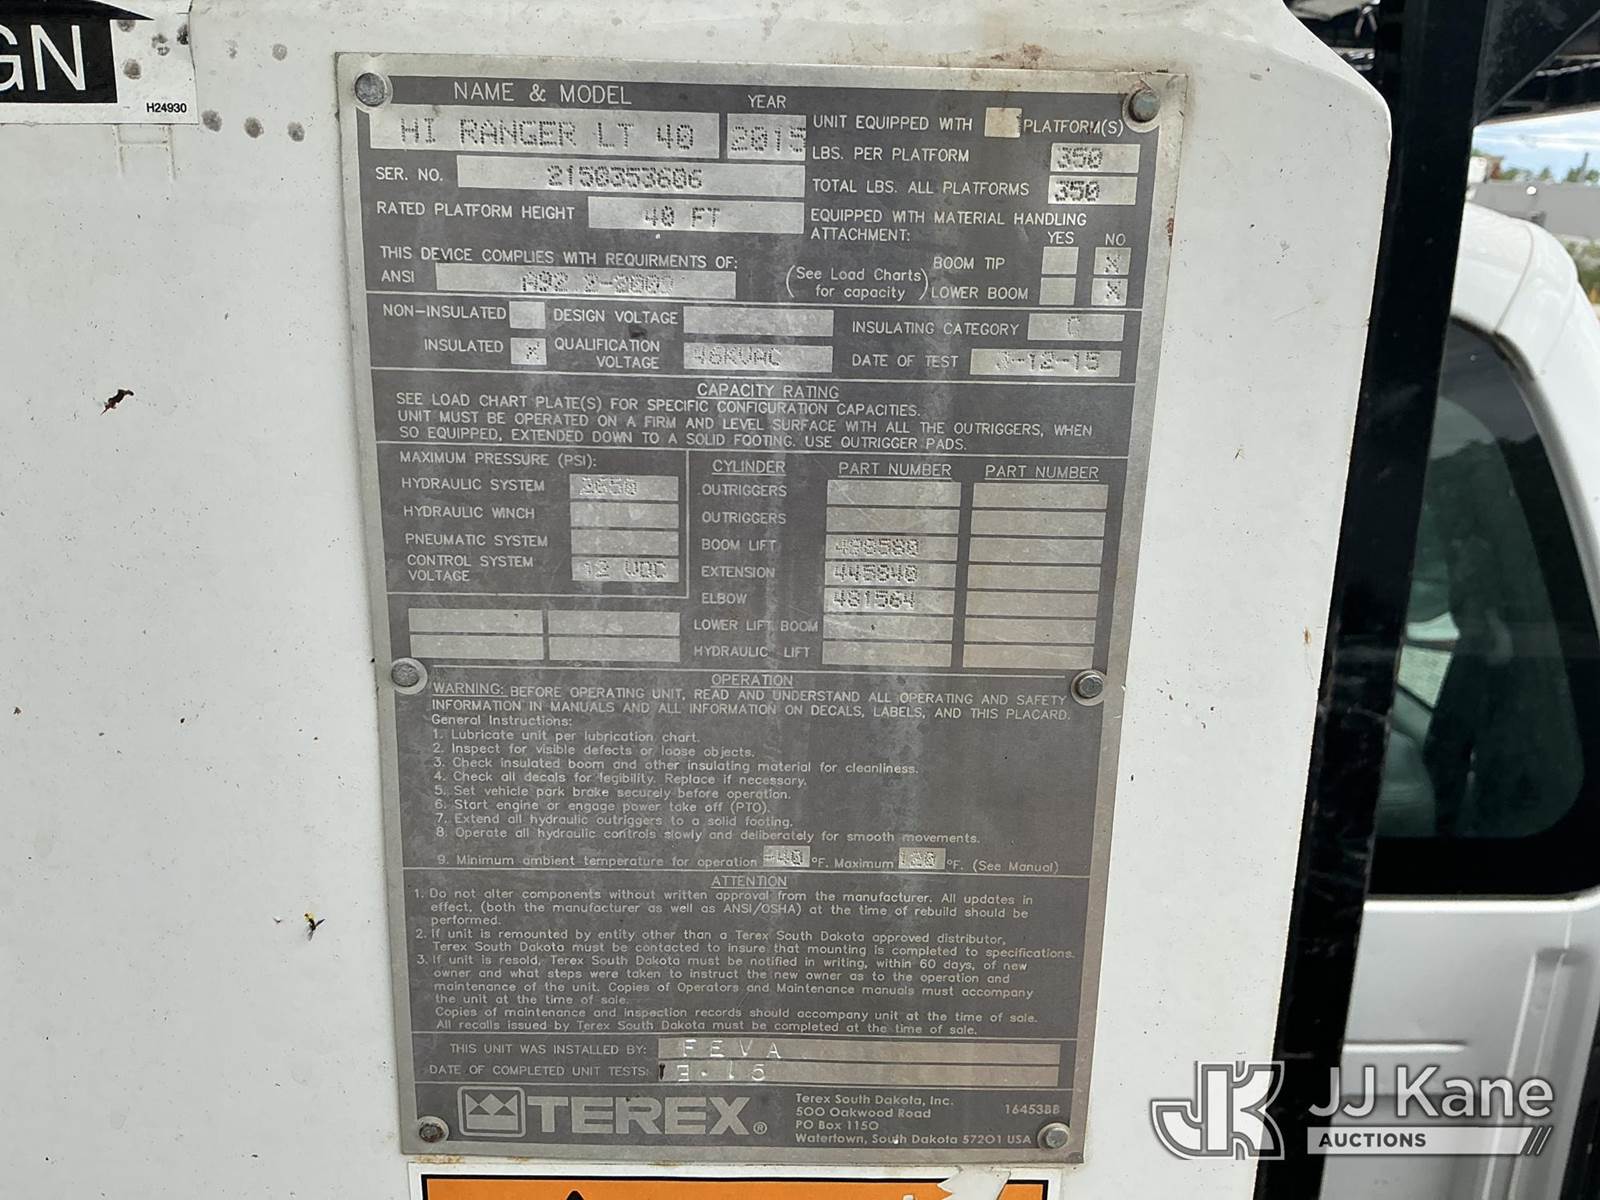 GN
H24930
NAME & MODEL YEAR
HI RANGER LT 40 2015
UNIT EQUIPPED WITH 1 PLATFORM(S)
LBS. PER PLATFORM 350
SER. NO. 2150353606
TOTAL LBS. ALL PLATFORMS 350
RATED PLATFORM HEIGHT 40 FT
EQUIPPED WITH MATERIAL HANDLING
ATTACHMENT: YES NO
THIS DEVICE COMPLIES WITH REQUIRMENTS OF:
ANSI A92.2-
(See Load Charts for capacity)
BOOM TIP X
LOWER BOOM X
NON-INSULATED DESIGN VOLTAGE
INSULATING CATEGORY C
INSULATED X QUALIFICATION VOLTAGE 46KVAC
DATE OF TEST -12-15
CAPACITY RATING
SEE LOAD CHART PLATE(S) FOR SPECIFIC CONFIGURATION CAPACITIES.
UNIT MUST BE OPERATED ON A FIRM AND LEVEL SURFACE WITH ALL THE OUTRIGGERS, WHEN
SO EQUIPPED, EXTENDED DOWN TO A SOLID FOOTING. USE OUTRIGGER PADS.
MAXIMUM PRESSURE (PSI):
HYDRAULIC SYSTEM 2650
HYDRAULIC WINCH
PNEUMATIC SYSTEM
CONTROL SYSTEM VOLTAGE 12 VDC
CYLINDER PART NUMBER PART NUMBER
OUTRIGGERS
OUTRIGGERS
BOOM LIFT
EXTENSION 445840
ELBOW 481564
LOWER LIFT BOOM
HYDRAULIC LIFT
OPERATION
WARNING: BEFORE OPERATING UNIT, READ AND UNDERSTAND ALL OPERATING AND SAFETY
INFORMATION IN MANUALS AND ALL INFORMATION ON DECALS, LABELS, AND THIS PLACARD.
General Instructions:
1. Lubricate unit per lubrication chart.
2. Inspect for visible defects or loose objects.
3. Check insulated boom and other insulating material for cleanliness.
4. Check all decals for legibility. Replace if necessary.
5. Set vehicle park brake securely before operation.
6. Start engine or engage power take off (PTO).
7. Extend all hydraulic outriggers to a solid footing.
8. Operate all hydraulic controls slowly and deliberately for smooth movements.
9. Minimum ambient temperature for operation -40 °F. Maximum °F. (See Manual)
ATTENTION
1. Do not alter components without written approval from the manufacturer. All updates in
effect, (both the manufacturer as well as ANSI/OSHA) at the time of rebuild should be
performed.
2. If unit is remounted by entity other than a Terex South Dakota approved distributor,
Terex South Dakota must be contacted to insure that mounting is completed to specifications.
3. If unit is resold, Terex South Dakota must be notified in writing, within 60 days, of new
owner and what steps were taken to instruct the new owner as to the operation and
maintenance of the unit. Copies of Operators and Maintenance manuals must accompany
the unit at the time of sale.
Copies of maintenance and inspection records should accompany unit at the time of sale.
All recalls issued by Terex South Dakota must be completed at the time of sale.
THIS UNIT WAS INSTALLED BY: FEVA
DATE OF COMPLETED UNIT TESTS: 3-15
TEREX®
Terex South Dakota, Inc.
500 Oakwood Road
PO Box 1150
Watertown, South Dakota 57201 USA
16453BB
JJ Kane
AUCTIONS